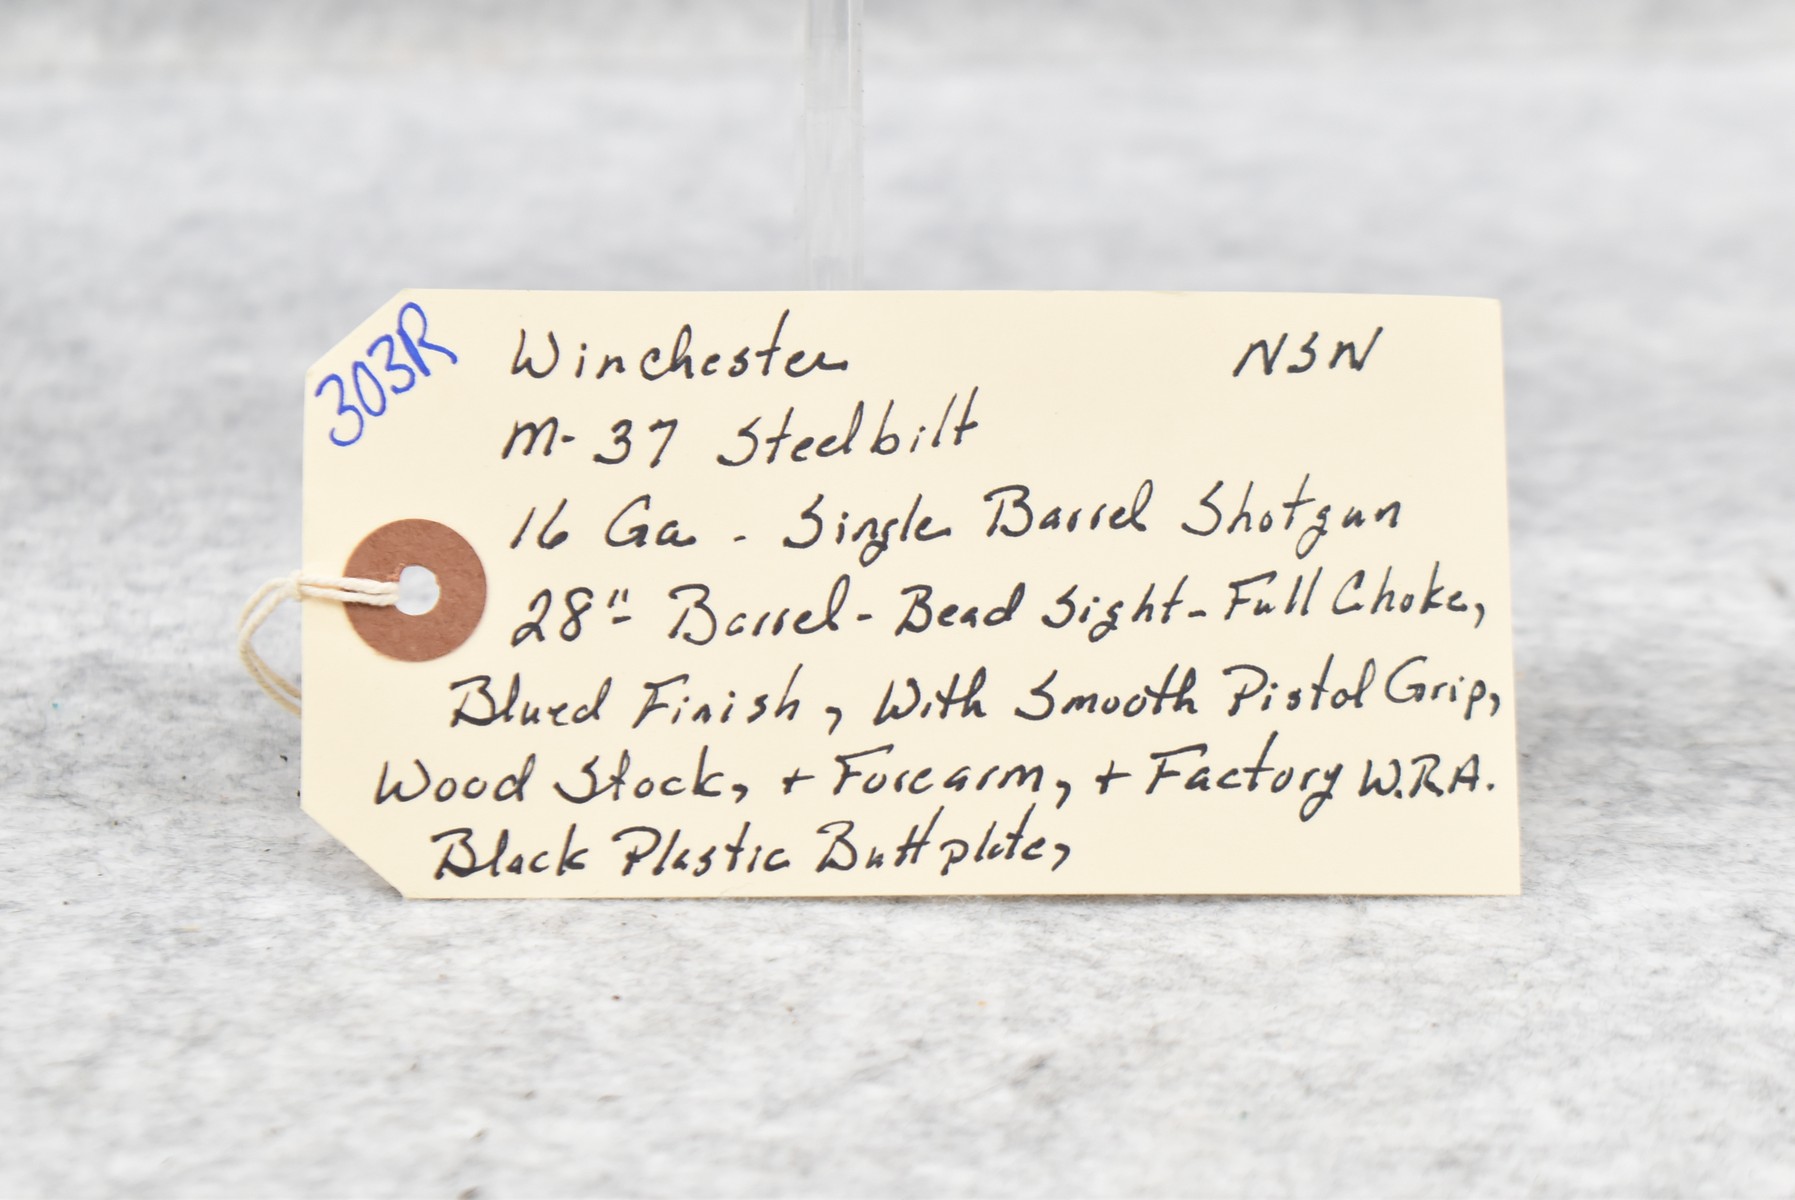 303R
Winchester NSN
M-37 Steelbilt
16 Ga - Single Barrel Shotgun
28"- Barrel - Bead Sight - Full Choke,
Blued Finish, With Smooth Pistol Grip,
Wood Stock, + Forearm, + Factory W.R.A.
Black Plastic Buttplate,